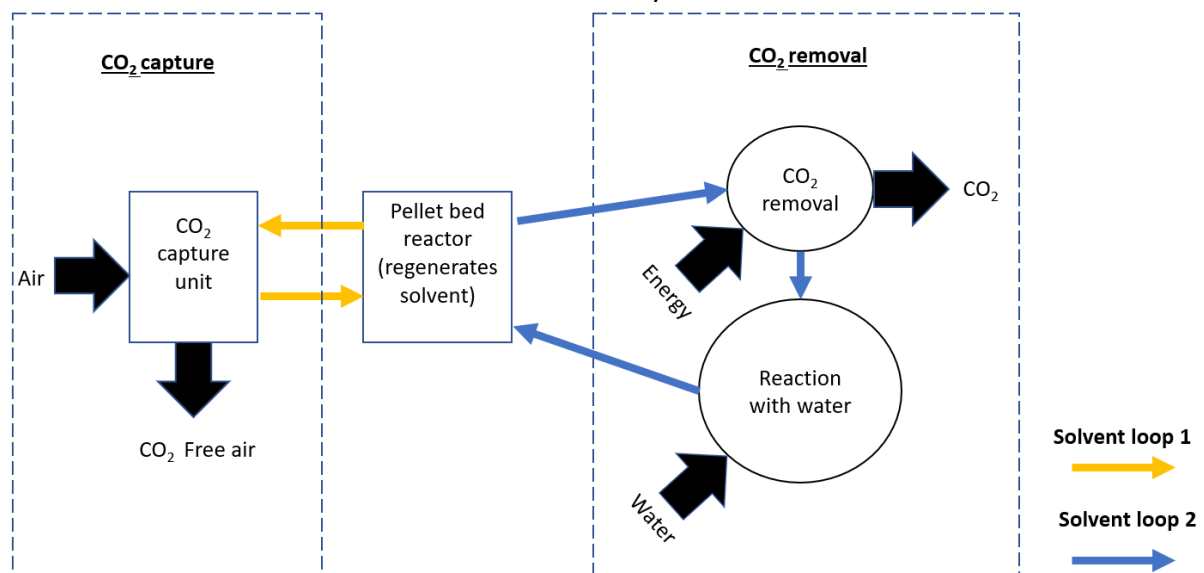 CO₂ capture
CO₂ removal
Air
CO₂
capture
unit
CO₂ Free air
Pellet bed
reactor
(regenerates
solvent)
CO₂
removal
CO₂
Energy
Reaction
with water
Water
Solvent loop 1
Solvent loop 2